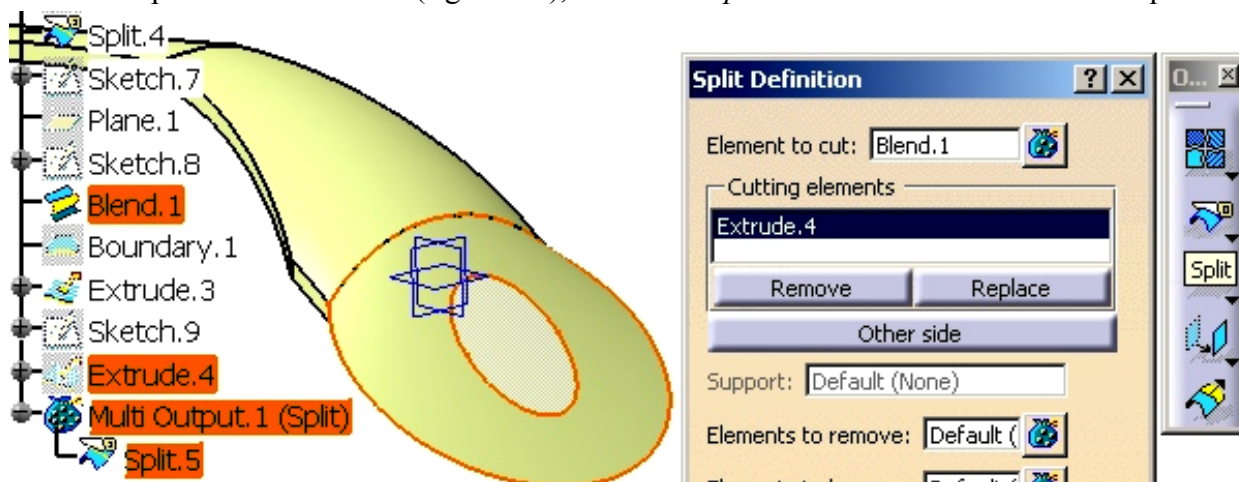 Split.4
Sketch.7
Plane.1
Sketch.8
Blend.1
Boundary.1
Extrude.3
Sketch.9
Extrude.4
Multi Output.1 (Split)
Split.5
Split Definition
Element to cut: Blend.1
Cutting elements
Extrude.4
Remove Replace
Other side
Support: Default (None)
Elements to remove: Default (
O...
Split